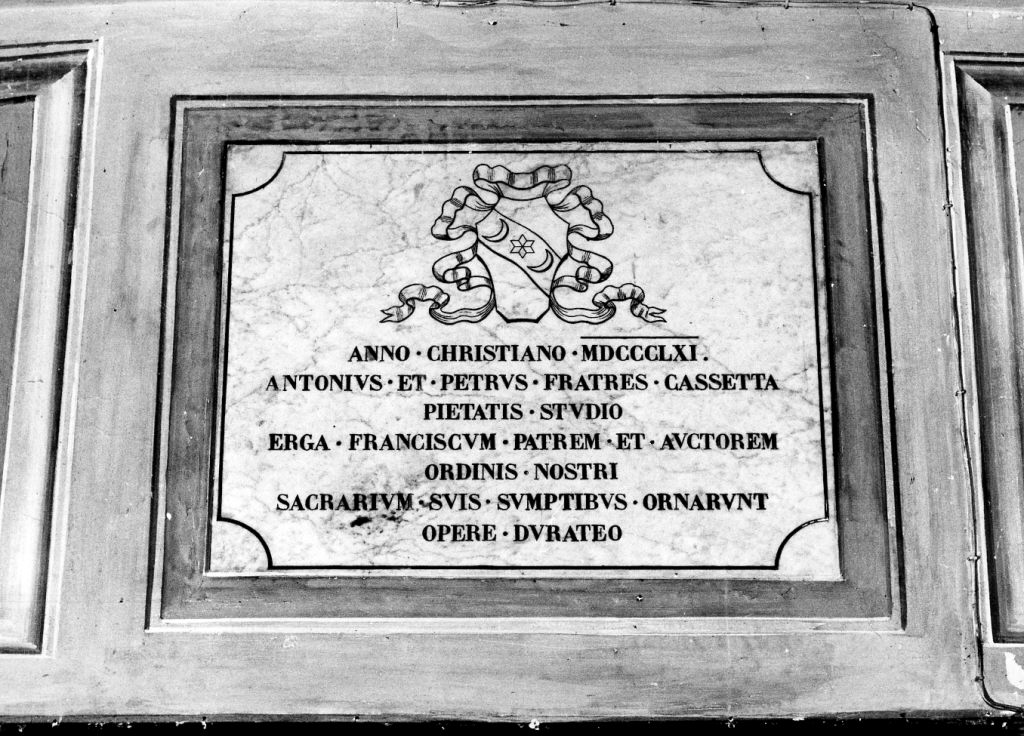 ANNO · CHRISTIANO · MDCCCLXI.
ANTONIVS · ET · PETRVS · FRATRES · CASSETTA
PIETATIS · STVDIO
ERGA · FRANCISCVM · PATREM · ET · AVCTOREM
ORDINIS · NOSTRI
SACRARIVM · SVIS · SVMPTIBVS · ORNARVNT
OPERE · DVRATEO